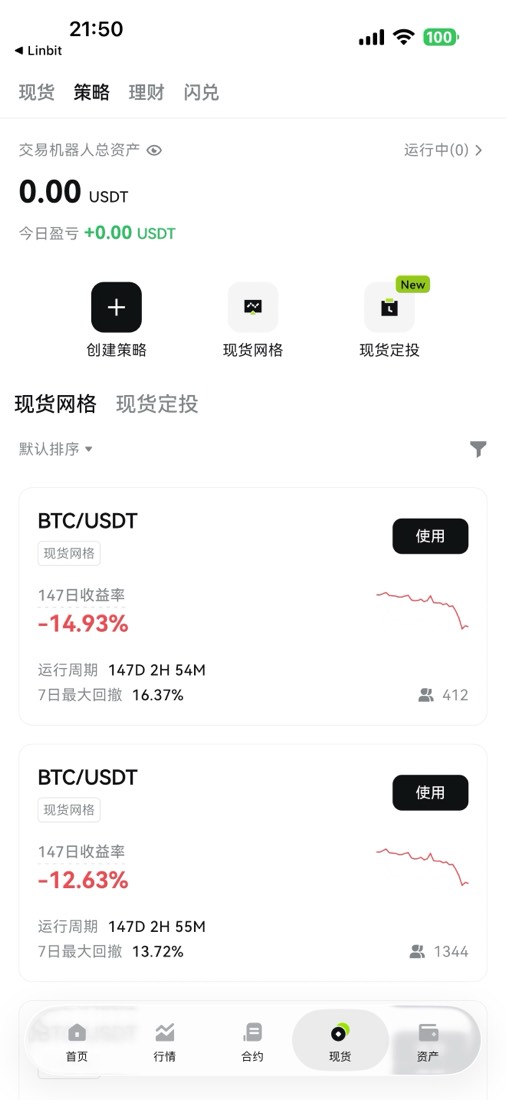 21:50
100
◀ Linbit
现货 策略 理财 闪兑
交易机器人总资产
运行中(0)
0.00 USDT
今日盈亏 +0.00 USDT
New
创建策略 现货网格 现货定投
现货网格 现货定投
默认排序
BTC/USDT
现货网格
使用
147日收益率
-14.93%
运行周期 147D 2H 54M
7日最大回撤 16.37%
412
BTC/USDT
现货网格
使用
147日收益率
-12.63%
运行周期 147D 2H 55M
7日最大回撤 13.72%
1344
首页 行情 合约 现货 资产